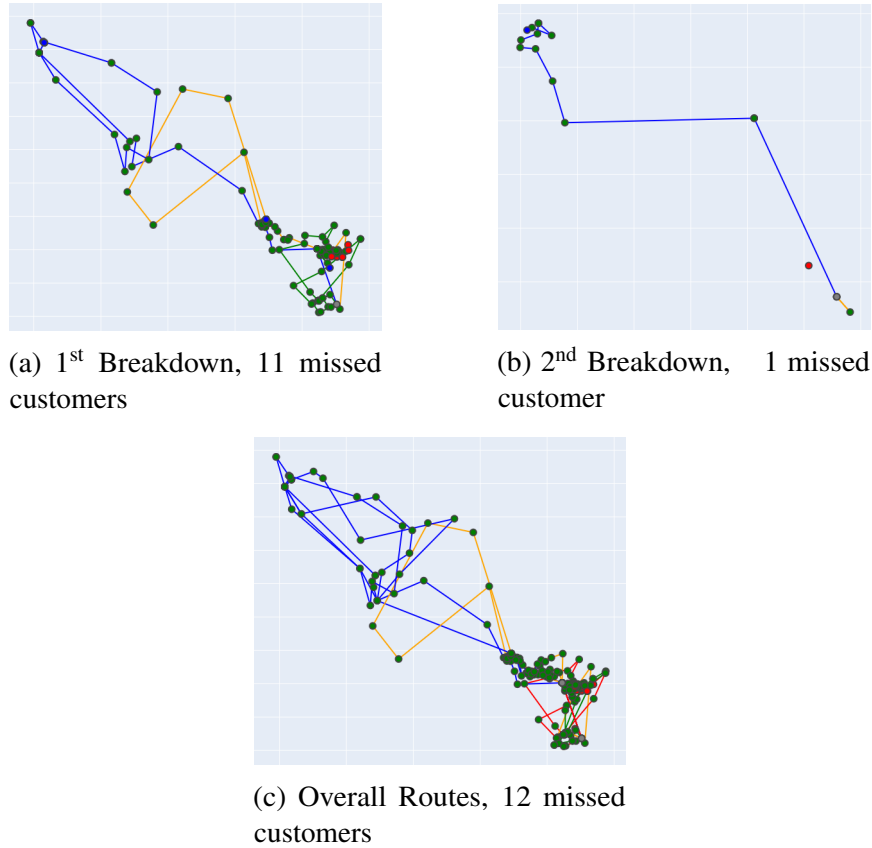 (a) 1st Breakdown, 11 missed
customers
(b) 2nd Breakdown, 1 missed
customer
(c) Overall Routes, 12 missed
customers